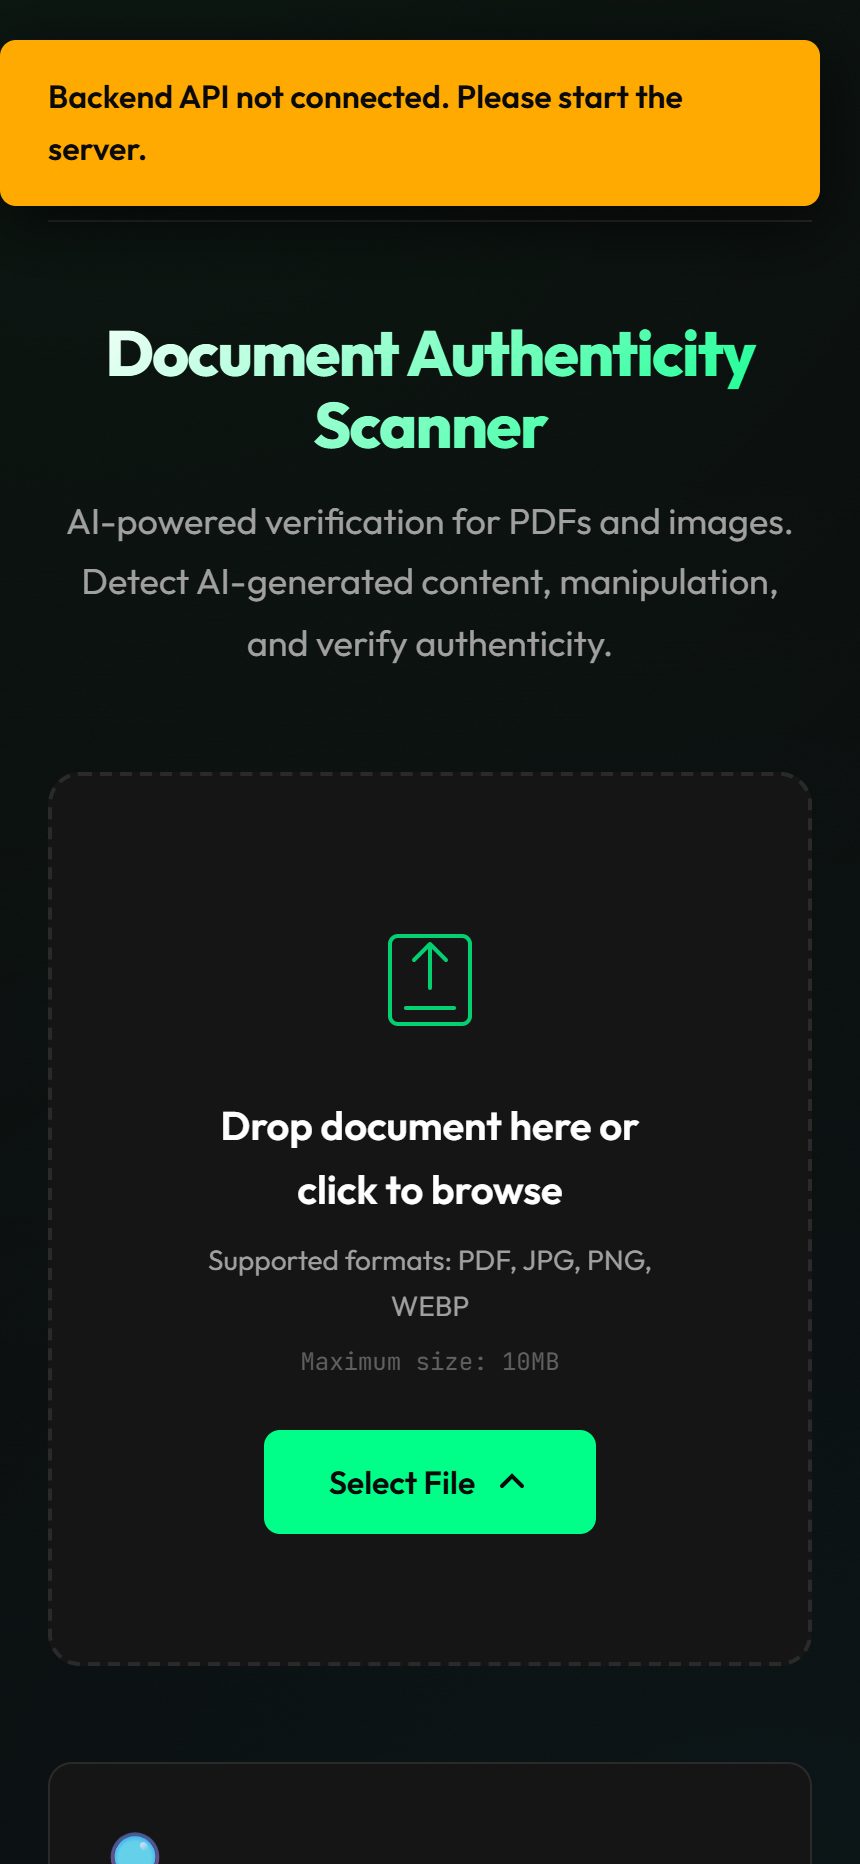 Backend API not connected. Please start the
server.
Document Authenticity
Scanner
AI-powered verification for PDFs and images.
Detect AI-generated content, manipulation,
and verify authenticity.
Drop document here or
click to browse
Supported formats: PDF, JPG, PNG,
WEBP
Maximum size: 10MB
Select File